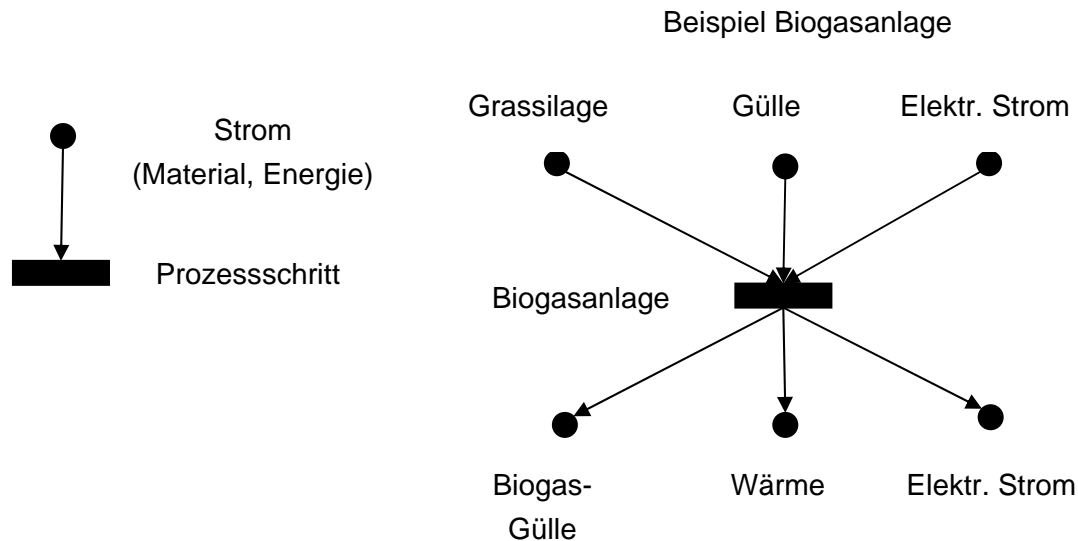 Beispiel Biogasanlage
Strom
(Material, Energie)
Prozessschritt
Grassilage
Gülle
Elektr. Strom
Biogasanlage
Biogas-
Gülle
Wärme
Elektr. Strom